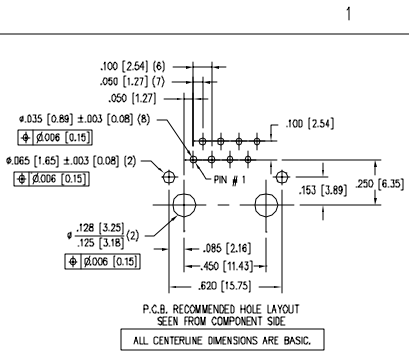 1
.100 [2.54] (6)
.050 [1.27] (7)
.050 [1.27]
ø.035 [0.89] ±.003 [0.08] (8)
⌖ Ø.006 [0.15]
.100 [2.54]
ø.065 [1.65] ±.003 [0.08] (2)
⌖ Ø.006 [0.15]
PIN # 1
.153 [3.89]
.250 [6.35]
ø .128 [3.25]
.125 [3.18] (2)
⌖ Ø.006 [0.15]
.085 [2.16]
.450 [11.43]
.620 [15.75]
P.C.B. RECOMMENDED HOLE LAYOUT
SEEN FROM COMPONENT SIDE
ALL CENTERLINE DIMENSIONS ARE BASIC.